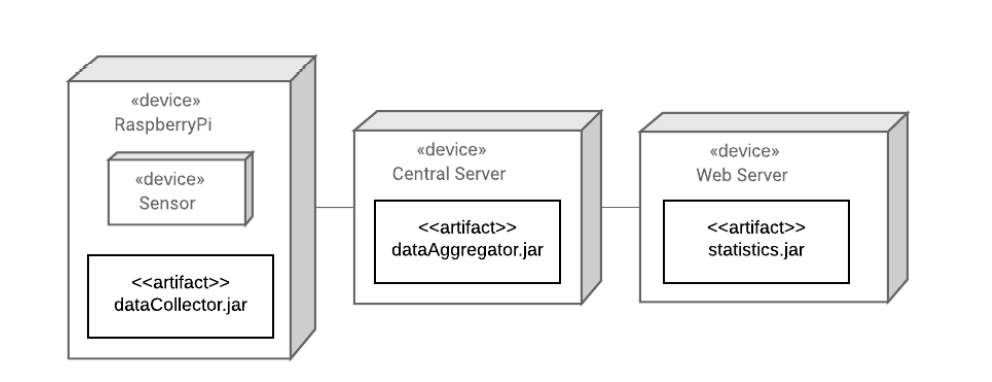 «device»
RaspberryPi
«device»
Sensor
<<artifact>>
dataCollector.jar
«device»
Central Server
<<artifact>>
dataAggregator.jar
«device»
Web Server
<<artifact>>
statistics.jar